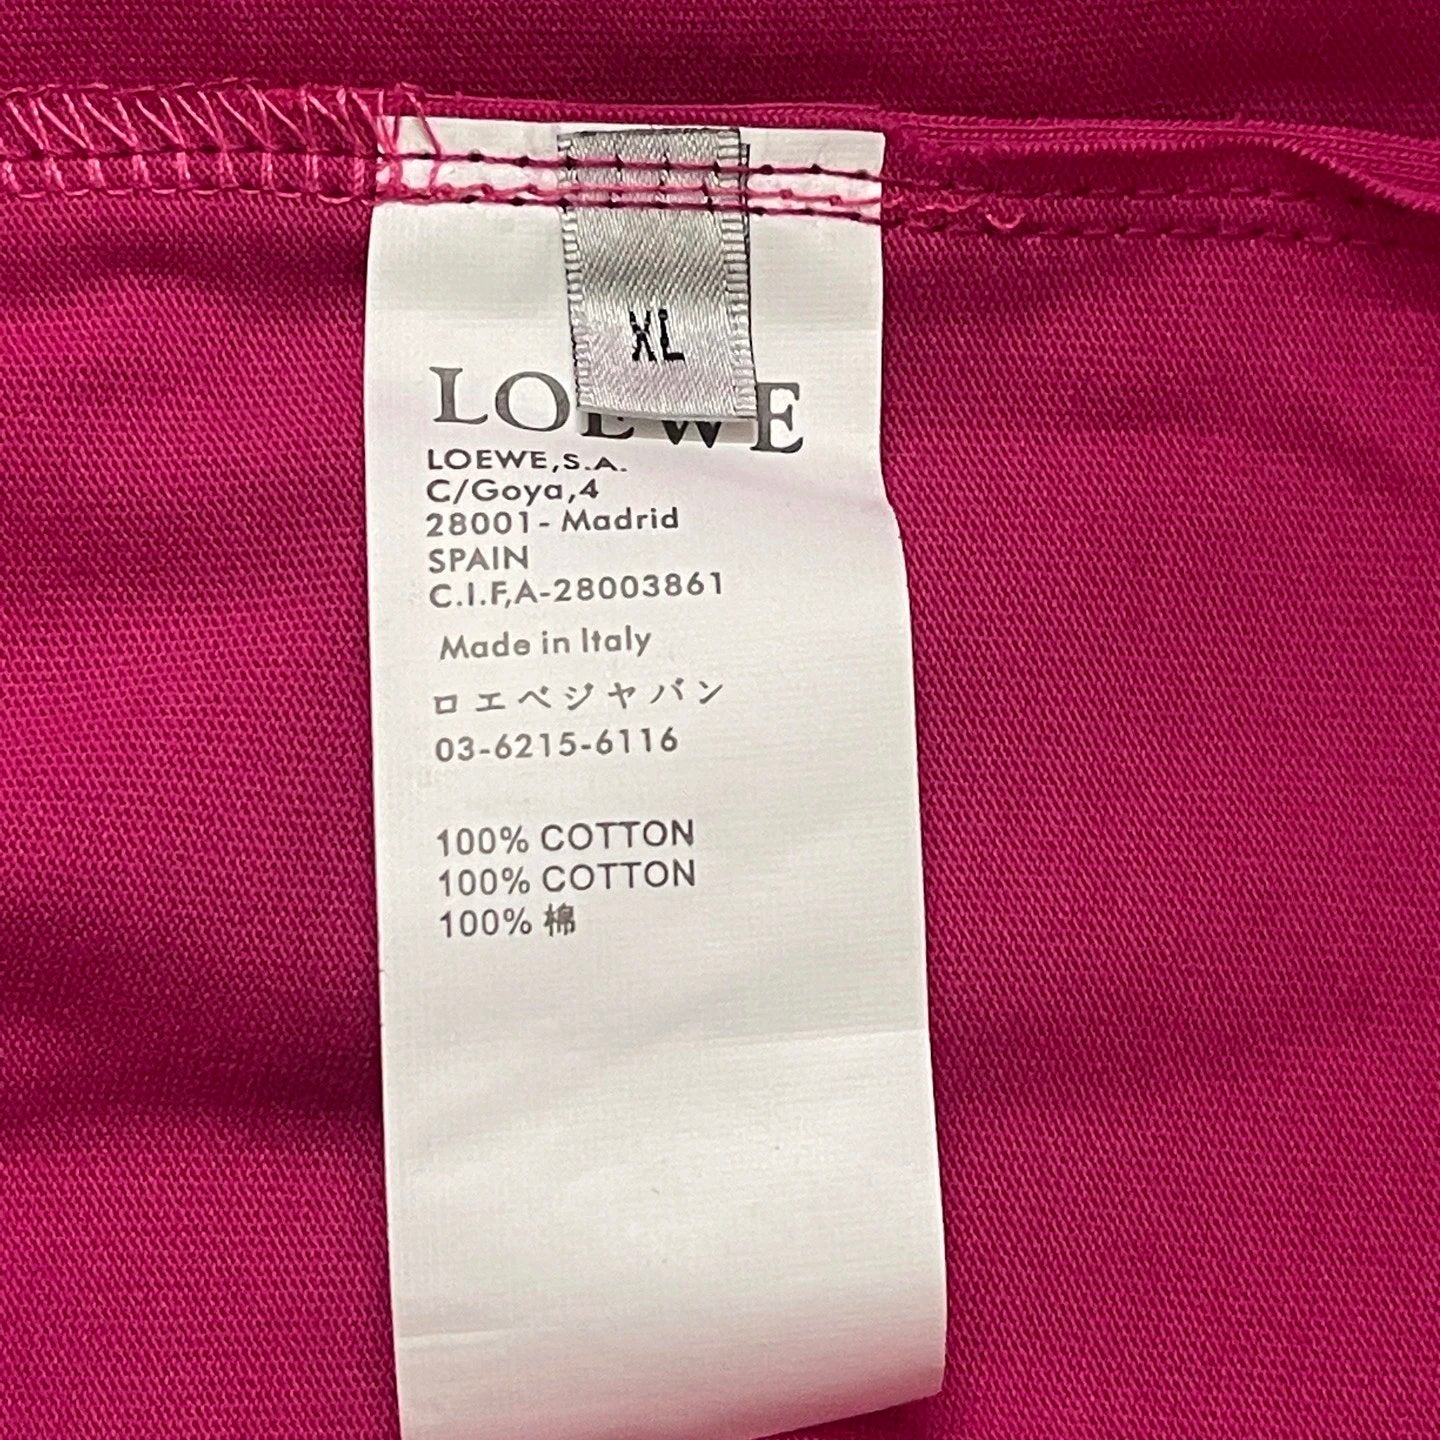 XL
LOEWE
LOEWE,S.A.
C/Goya,4
28001- Madrid
SPAIN
C.I.F,A-28003861
Made in Italy
ロエベジャバン
03-6215-6116
100% COTTON
100% COTTON
100% 棉